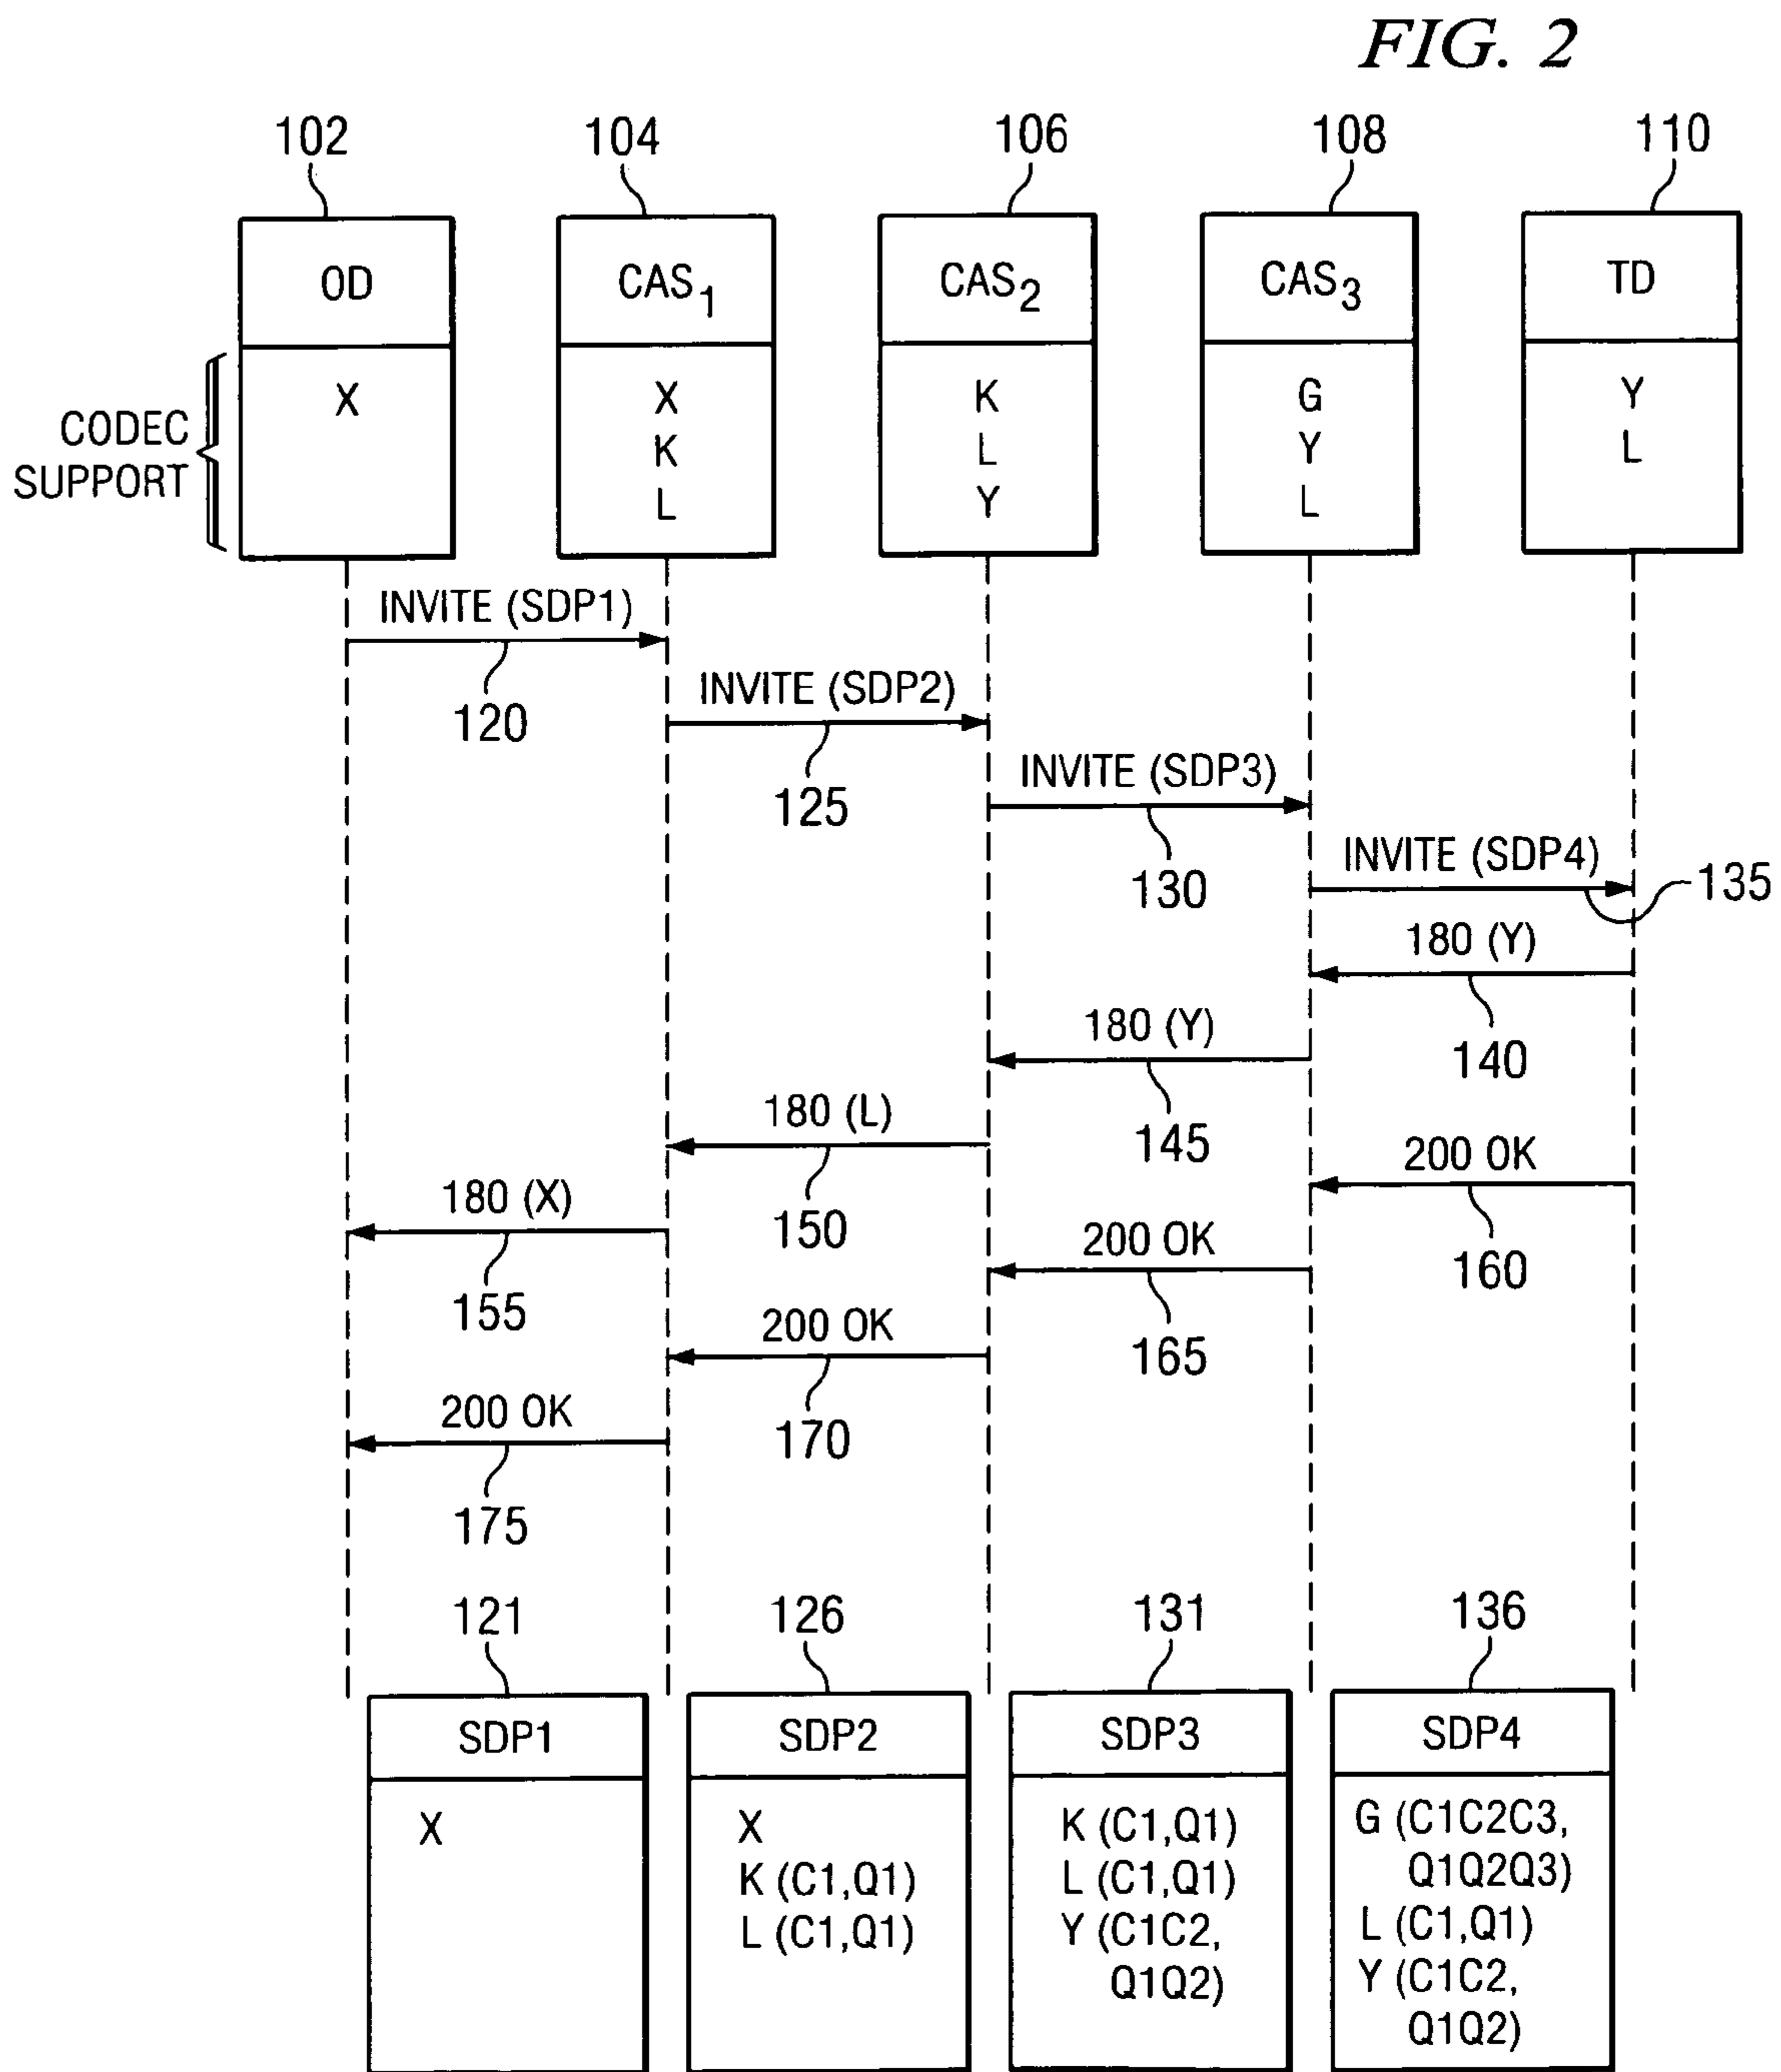 FIG. 2
102 104 106 108 110
OD CAS1 CAS2 CAS3 TD
CODEC SUPPORT
X
X
K
L
K
L
Y
G
Y
L
Y
L
INVITE (SDP1)
120
INVITE (SDP2)
125
INVITE (SDP3)
130
INVITE (SDP4)
135
180 (Y)
140
180 (Y)
145
180 (L)
150
180 (X)
155
200 OK
160
200 OK
165
200 OK
170
200 OK
175
121 126 131 136
SDP1
X
SDP2
X
K (C1,Q1)
L (C1,Q1)
SDP3
K (C1,Q1)
L (C1,Q1)
Y (C1C2,
Q1Q2)
SDP4
G (C1C2C3,
Q1Q2Q3)
L (C1,Q1)
Y (C1C2,
Q1Q2)